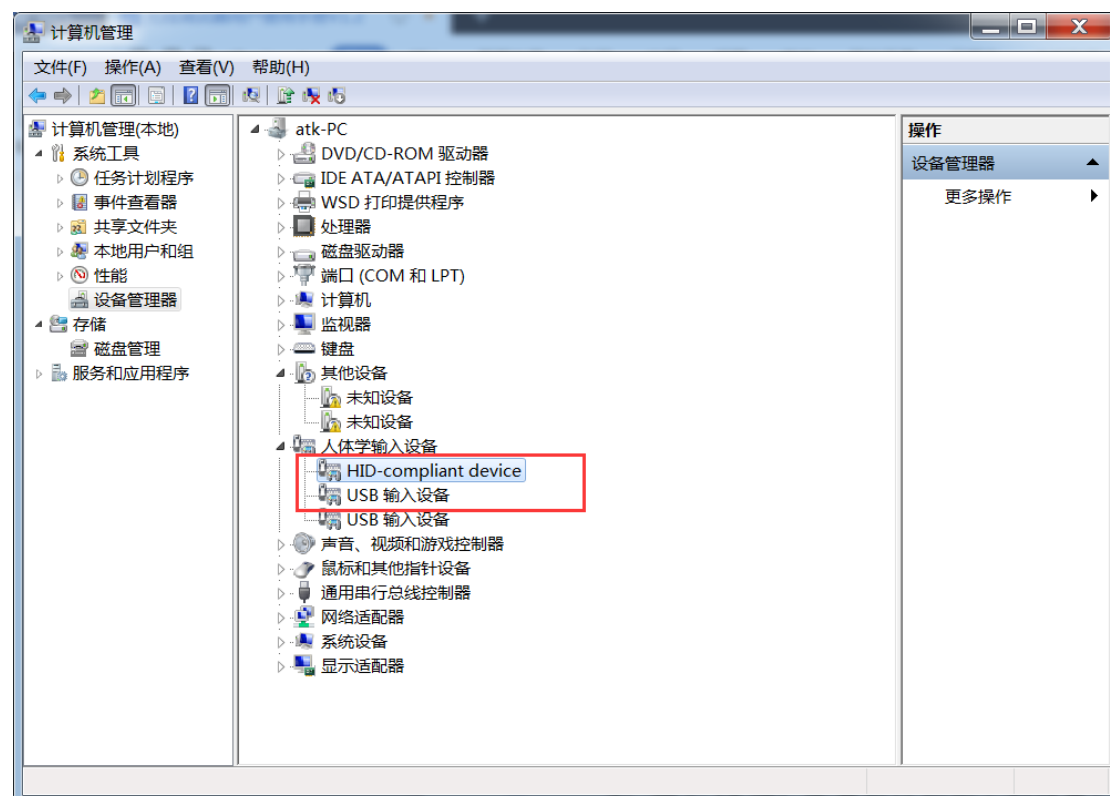 计算机管理
文件(F) 操作(A) 查看(V) 帮助(H)
计算机管理(本地)
系统工具
任务计划程序
事件查看器
共享文件夹
本地用户和组
性能
设备管理器
存储
磁盘管理
服务和应用程序
atk-PC
DVD/CD-ROM 驱动器
IDE ATA/ATAPI 控制器
WSD 打印提供程序
处理器
磁盘驱动器
端口 (COM 和 LPT)
计算机
监视器
键盘
其他设备
未知设备
未知设备
人体学输入设备
HID-compliant device
USB 输入设备
USB 输入设备
声音、视频和游戏控制器
鼠标和其他指针设备
通用串行总线控制器
网络适配器
系统设备
显示适配器
操作
设备管理器
更多操作